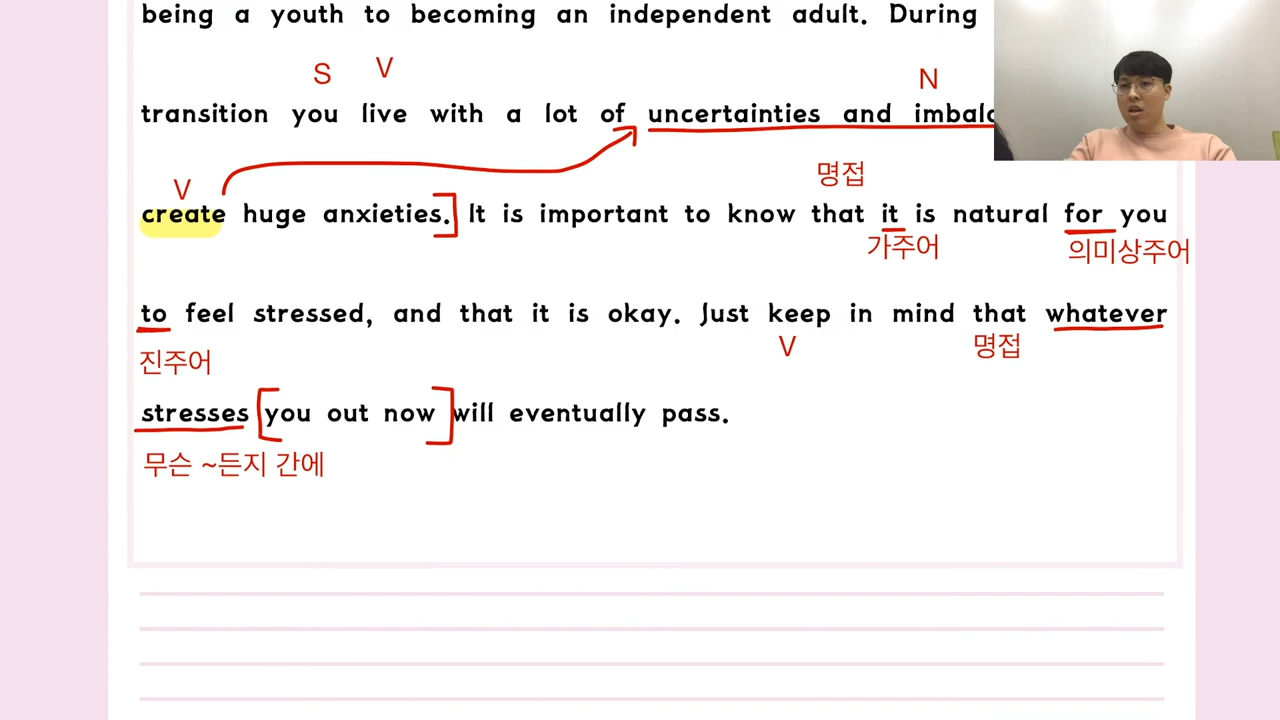 being a youth to becoming an independent adult. During
S V N
transition you live with a lot of uncertainties and
V 명접
create huge anxieties.] It is important to know that it is natural for you
가주어 의미상주어
to feel stressed, and that it is okay. Just keep in mind that whatever
진주어 V 명접
stresses [you out now] will eventually pass.
무슨 ~든지 간에